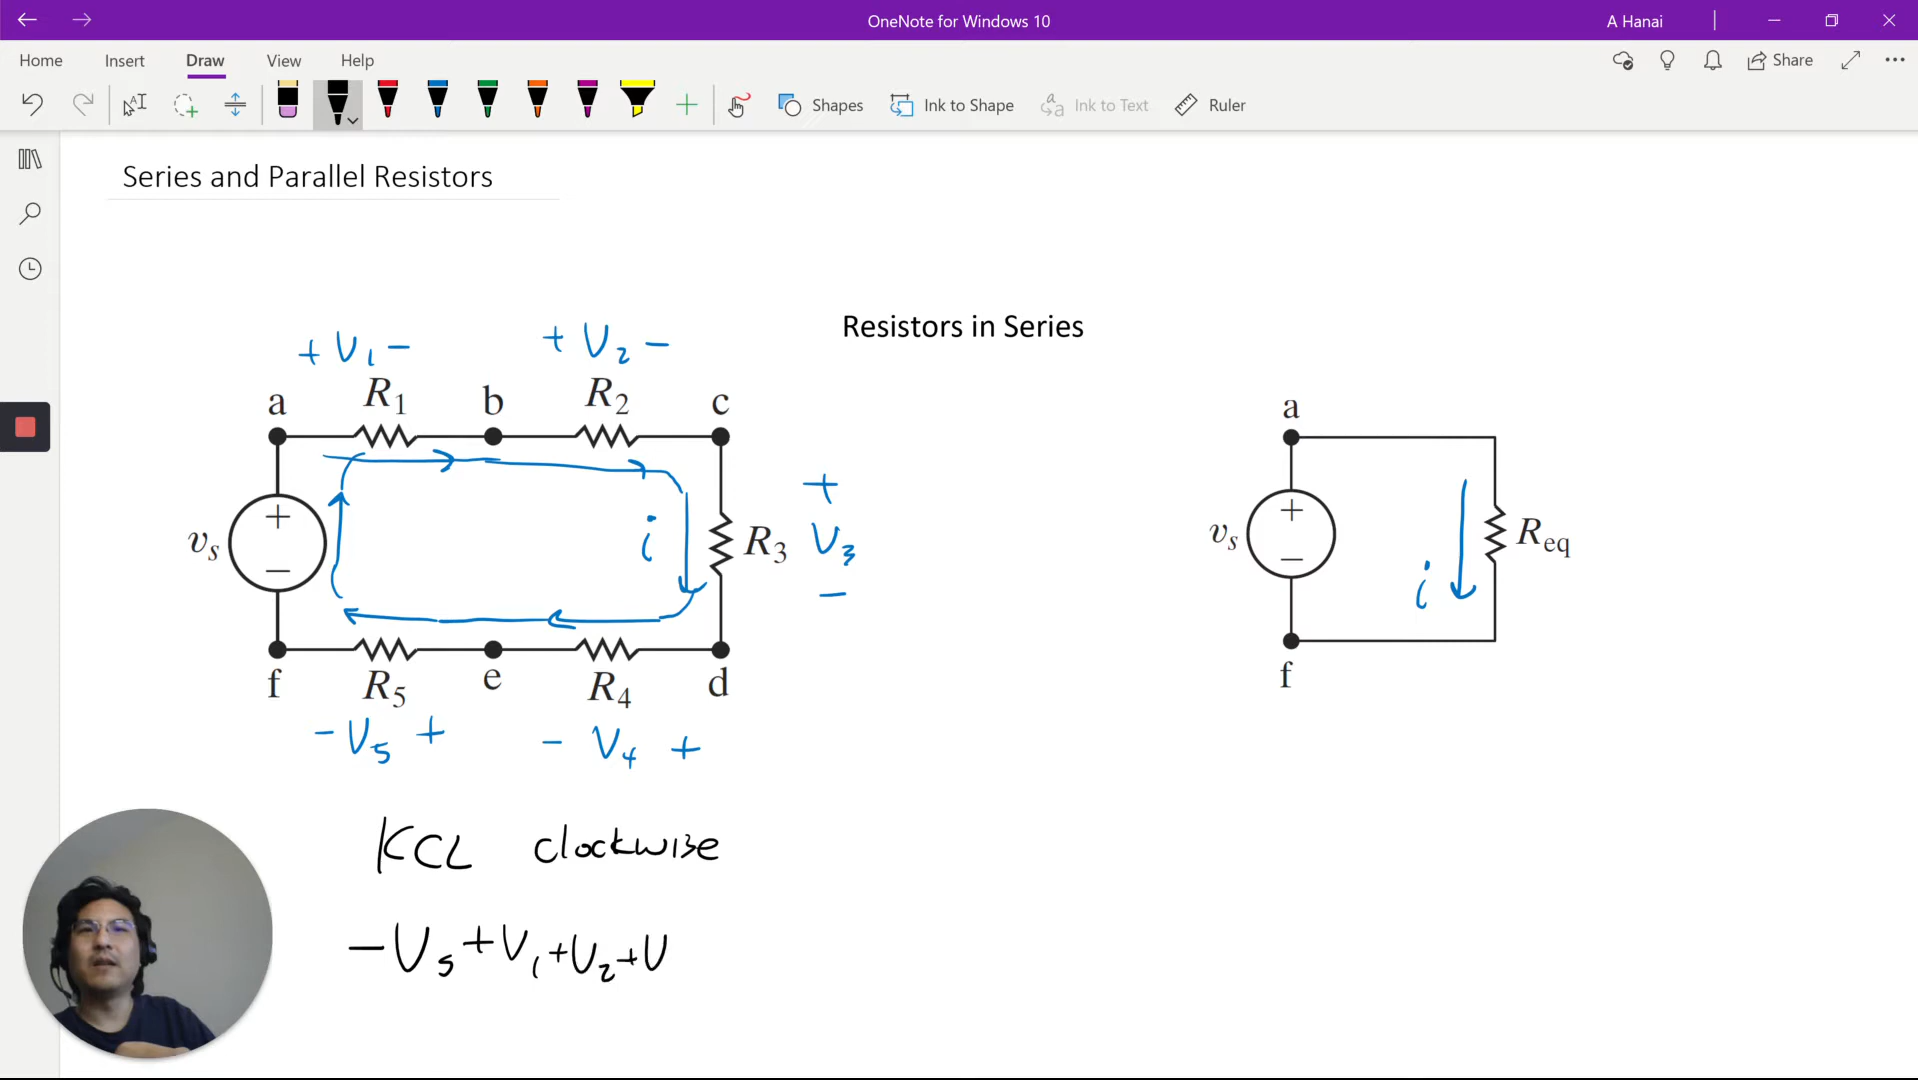 OneNote for Windows 10
A Hanai
Home Insert Draw View Help
Share
Shapes
Ink to Shape
Ink to Text
Ruler
Series and Parallel Resistors
Resistors in Series
+ V1 -
+ V2 -
a R1 b R2 c
vs + -
i
R3
+
V3
-
f R5 e R4 d
- V5 +
- V4 +
a
vs + -
i
Req
f
KCL clockwise
-Vs +V1 +V2 +V